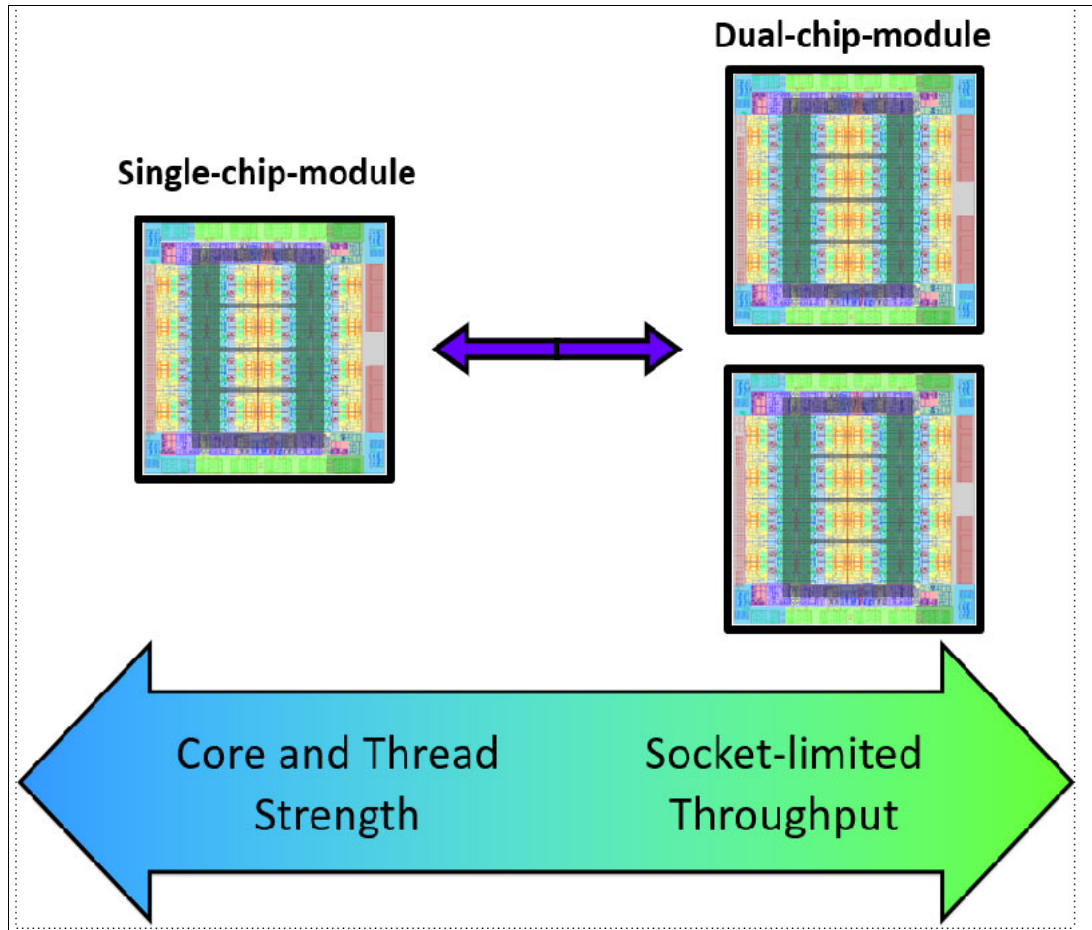 Dual-chip-module
Single-chip-module
Core and Thread
Strength
Socket-limited
Throughput